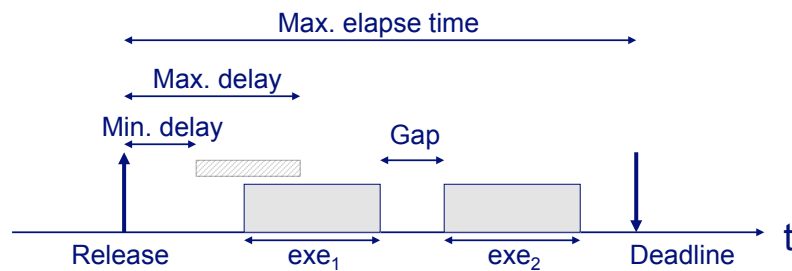 Max. elapse time
Max. delay
Min. delay
Gap
t
Release
exe₁
exe₂
Deadline